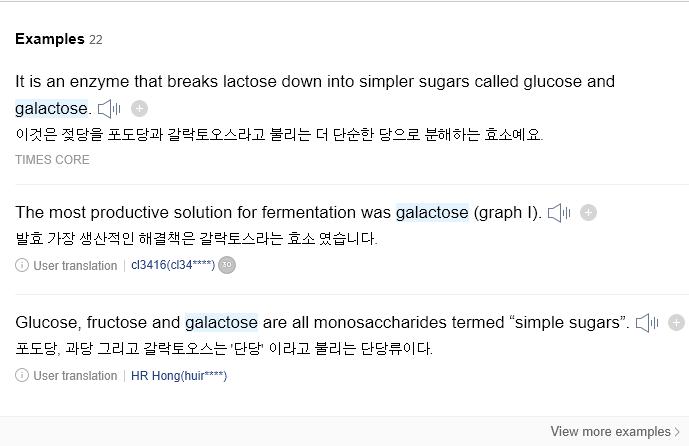 Examples 22
It is an enzyme that breaks lactose down into simpler sugars called glucose and
galactose.
이것은 젖당을 포도당과 갈락토오스라고 불리는 더 단순한 당으로 분해하는 효소예요.
TIMES CORE
The most productive solution for fermentation was galactose (graph I).
발효 가장 생산적인 해결책은 갈락토스라는 효소 였습니다.
User translation | cl3416(cl34****) 30
Glucose, fructose and galactose are all monosaccharides termed “simple sugars”.
포도당, 과당 그리고 갈락토오스는 '단당' 이라고 불리는 단당류이다.
User translation | HR Hong(huir****)
View more examples >